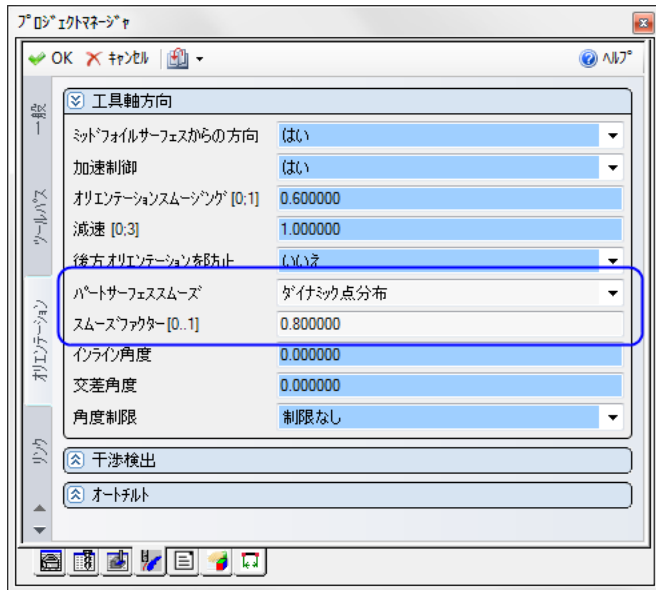 プロジェクトマネージャ
OK キャンセル ヘルプ
一般
ツールパス
オリエンテーション
リンク
工具軸方向
ミッドフォイルサーフェスからの方向 はい
加速制御 はい
オリエンテーションスムージング [0;1] 0.600000
減速 [0;3] 1.000000
後方オリエンテーションを防止 いいえ
パートサーフェススムーズ ダイナミック点分布
スムーズファクター[0..1] 0.800000
インライン角度 0.000000
交差角度 0.000000
角度制限 制限なし
干渉検出
オートチルト